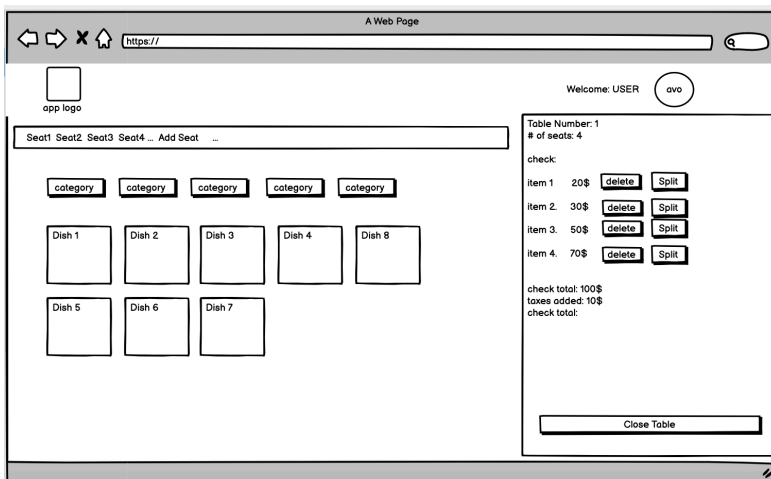 A Web Page
https://
app logo
Welcome: USER
avo
Seat1 Seat2 Seat3 Seat4 ... Add Seat ...
category category category category category
Dish 1 Dish 2 Dish 3 Dish 4 Dish 8
Dish 5 Dish 6 Dish 7
Table Number: 1
# of seats: 4
check:
item 1 20$ delete Split
item 2. 30$ delete Split
item 3. 50$ delete Split
item 4. 70$ delete Split
check total: 100$
taxes added: 10$
check total:
Close Table